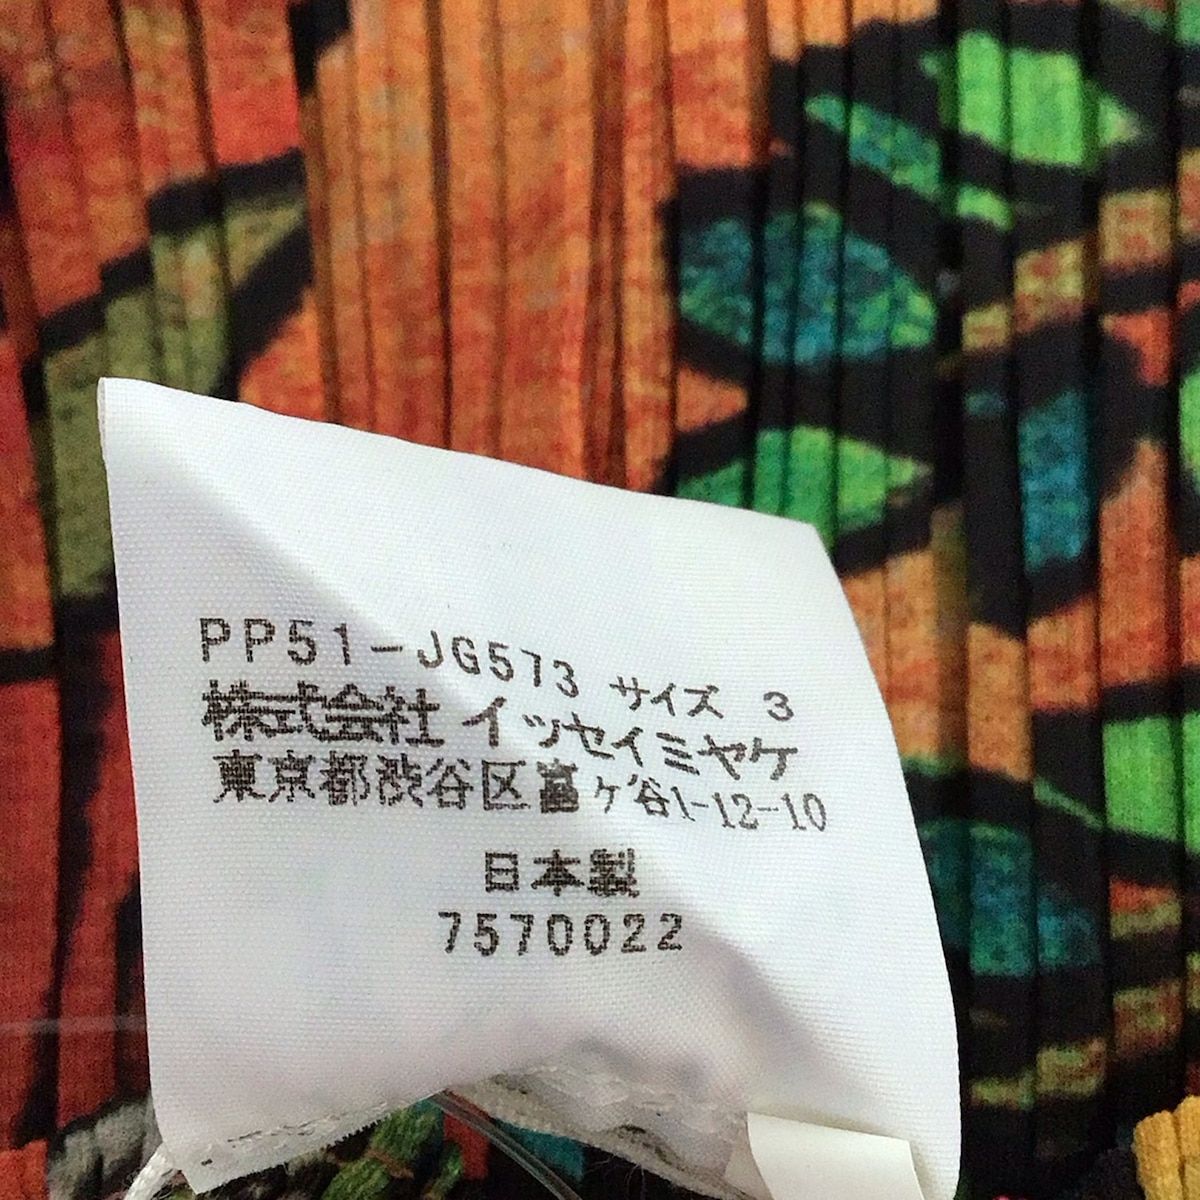 PP51-JG573 サイズ 3
株式会社 イッセイミヤケ
東京都渋谷区富ヶ谷1-12-10
日本製
7570022